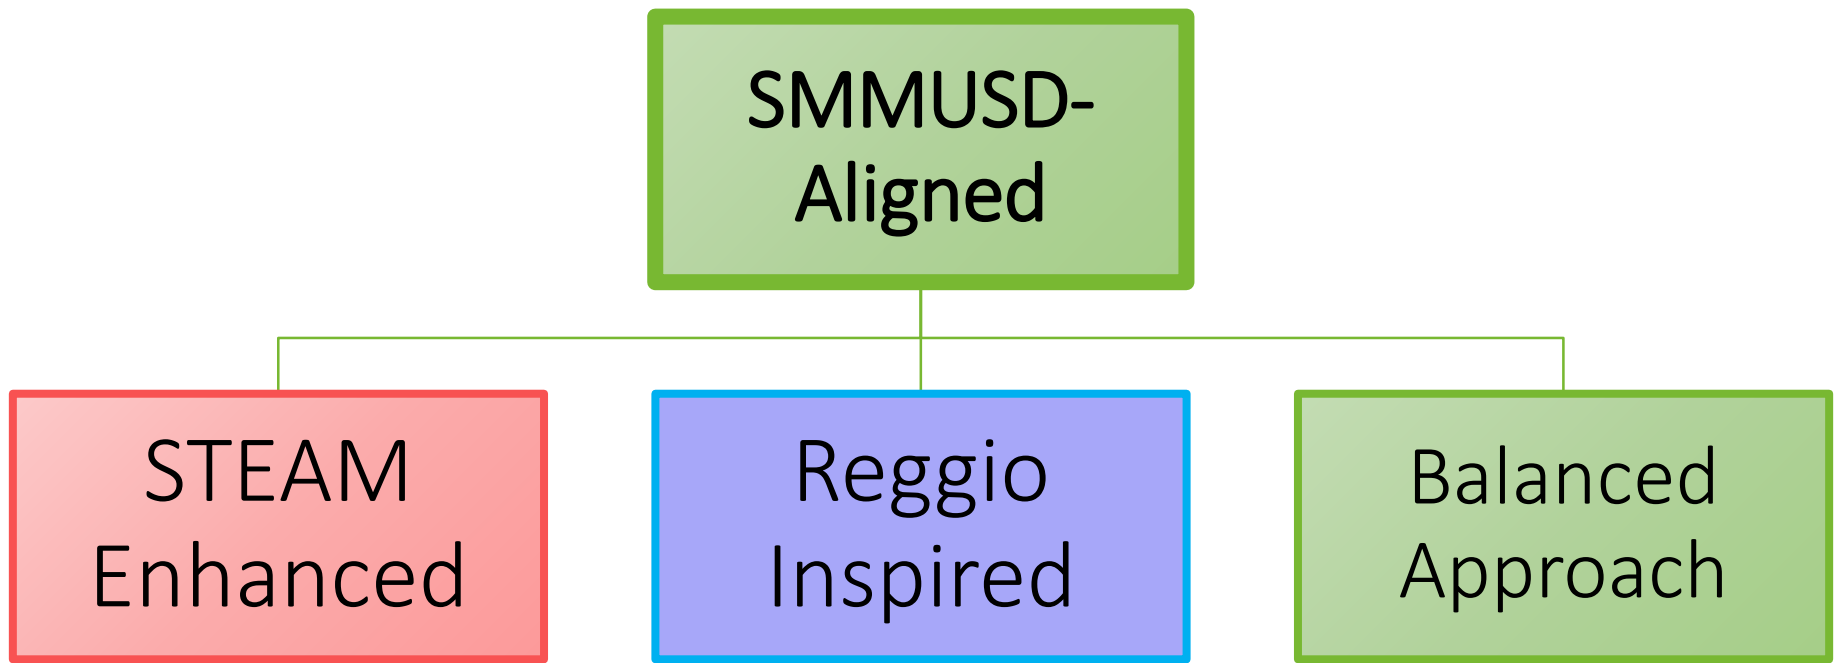 SMMUSD-
Aligned
STEAM
Enhanced
Reggio
Inspired
Balanced
Approach